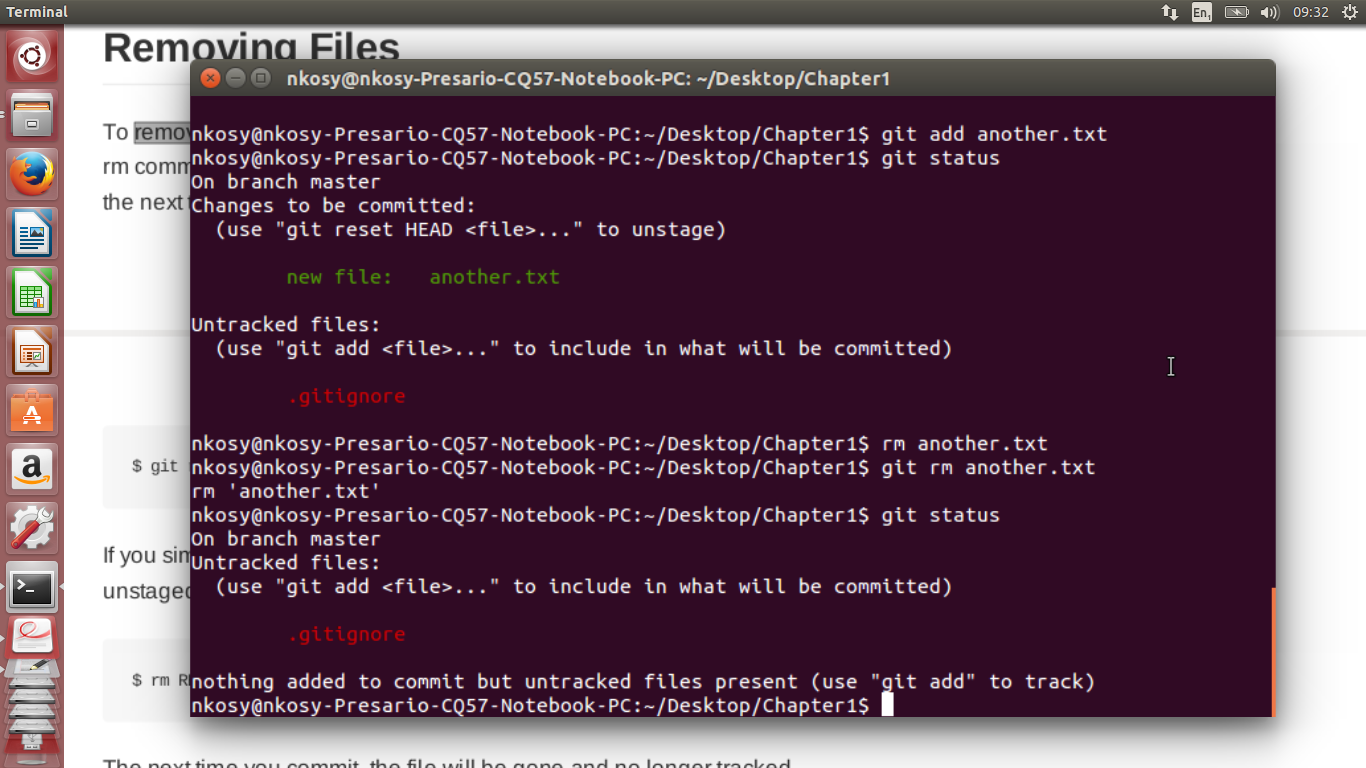 Terminal
En1
09:32
Removing Files
nkosy@nkosy-Presario-CQ57-Notebook-PC: ~/Desktop/Chapter1
To
rm
the next
nkosy@nkosy-Presario-CQ57-Notebook-PC:~/Desktop/Chapter1$ git add another.txt
nkosy@nkosy-Presario-CQ57-Notebook-PC:~/Desktop/Chapter1$ git status
On branch master
Changes to be committed:
(use "git reset HEAD <file>..." to unstage)
new file: another.txt
Untracked files:
(use "git add <file>..." to include in what will be committed)
.gitignore
nkosy@nkosy-Presario-CQ57-Notebook-PC:~/Desktop/Chapter1$ rm another.txt
nkosy@nkosy-Presario-CQ57-Notebook-PC:~/Desktop/Chapter1$ git rm another.txt
rm 'another.txt'
nkosy@nkosy-Presario-CQ57-Notebook-PC:~/Desktop/Chapter1$ git status
On branch master
Untracked files:
(use "git add <file>..." to include in what will be committed)
.gitignore
nothing added to commit but untracked files present (use "git add" to track)
nkosy@nkosy-Presario-CQ57-Notebook-PC:~/Desktop/Chapter1$
$ git
If you
unstaged
$ rm
The next time you commit, the file will be gone and no longer tracked.